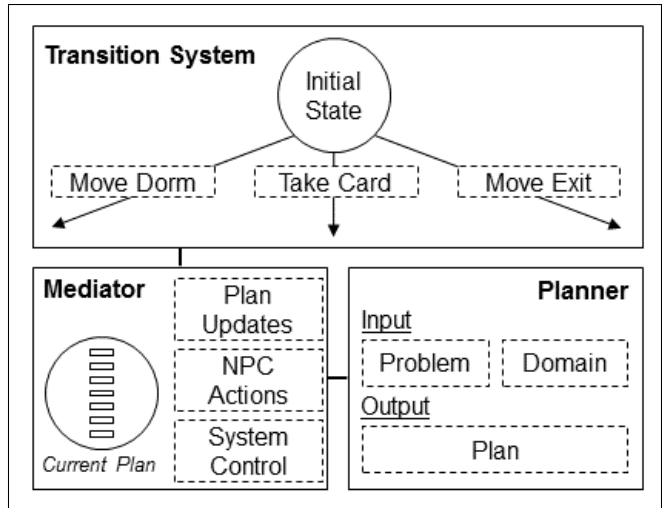 Transition System
Initial
State
Move Dorm
Take Card
Move Exit
Mediator
Plan
Updates
NPC
Actions
System
Control
Current Plan
Planner
Input
Problem
Domain
Output
Plan